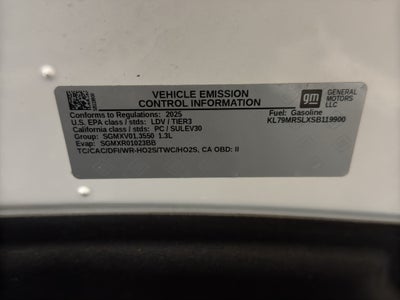 VEHICLE EMISSION
CONTROL INFORMATION
gm
GENERAL
MOTORS
LLC
Conforms to Regulations: 2025
Fuel: Gasoline
U.S. EPA class / stds: LDV / TIER3
KL79MRSLXSB119900
California class / stds: PC / SULEV30
Group: SGMXV01.3550 1.3L
Evap: SGMXR01023BB
TC/CAC/DFI/WR-HO2S/TWC/HO2S, CA OBD: II